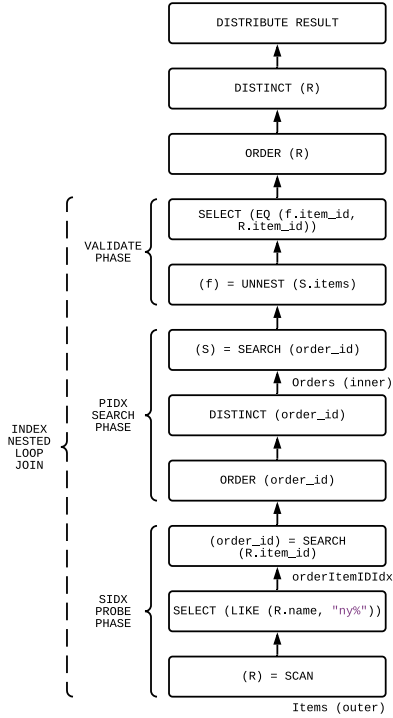 DISTRIBUTE RESULT
DISTINCT (R)
ORDER (R)
SELECT (EQ (f.item_id,
R.item_id))
VALIDATE
PHASE
(f) = UNNEST (S.items)
(S) = SEARCH (order_id)
Orders (inner)
PIDX
SEARCH
PHASE
DISTINCT (order_id)
INDEX
NESTED
LOOP
JOIN
ORDER (order_id)
(order_id) = SEARCH
(R.item_id)
orderItemIDIdx
SIDX
PROBE
PHASE
SELECT (LIKE (R.name, "ny%"))
(R) = SCAN
Items (outer)